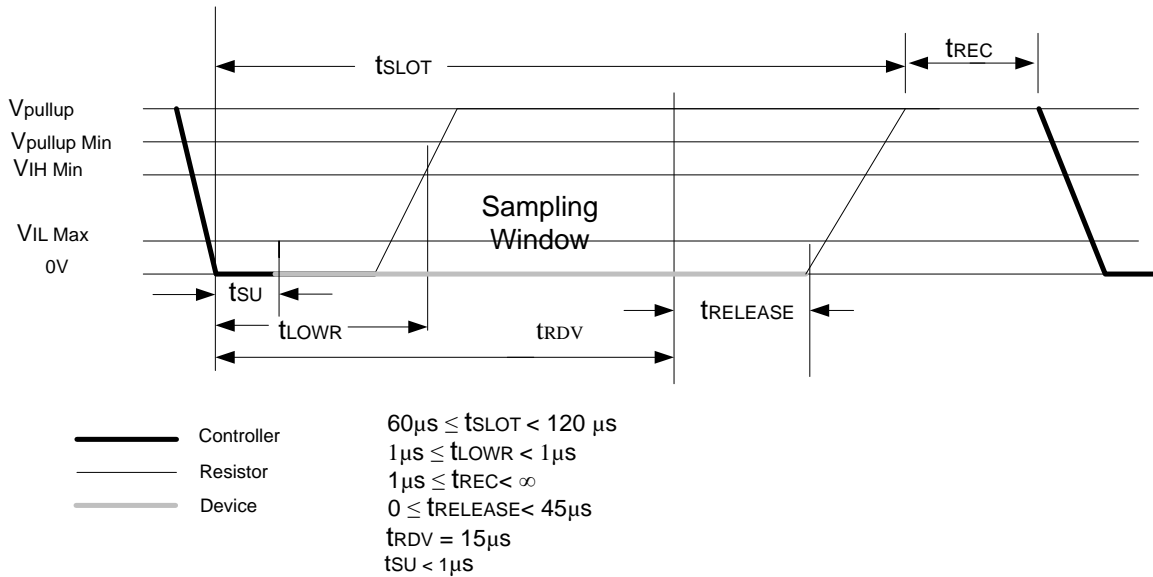 tSLOT
tREC
Vpullup
Vpullup Min
VIH Min
Sampling
Window
VIL Max
0V
tSU
tRELEASE
tLOWR
tRDV
Controller
Resistor
Device
60μs ≤ tSLOT < 120 μs
1μs ≤ tLOWR < 1μs
1μs ≤ tREC< ∞
0 ≤ tRELEASE< 45μs
tRDV = 15μs
tSU < 1μs